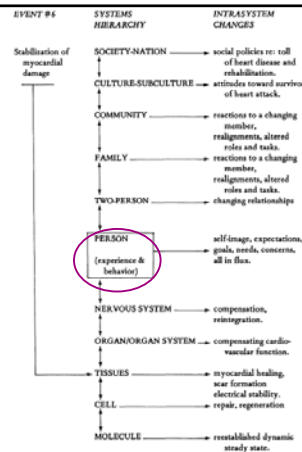 EVENT #6 SYSTEMS HIERARCHY INTRASYSTEM CHANGES
Stabilization of myocardial damage
SOCIETY-NATION social policies re: toll
of heart disease and
rehabilitation.
CULTURE-SUBCULTURE attitudes toward survivo
of heart attack.
COMMUNITY reactions to a changing
member,
realignments, altered
roles and tasks.
FAMILY reactions to a changing
member,
realignments, altered
roles and tasks.
TWO-PERSON changing relationships
PERSON self-image, expectations,
(experience & goals, needs, concerns,
behavior) all in flux.
NERVOUS SYSTEM compensation,
reintegration.
ORGAN/ORGAN SYSTEM compensating cardio-
vascular function.
TISSUES myocardial healing,
scar formation
electrical stability.
CELL repair, regeneration
MOLECULE reestablished dynamic
steady state.